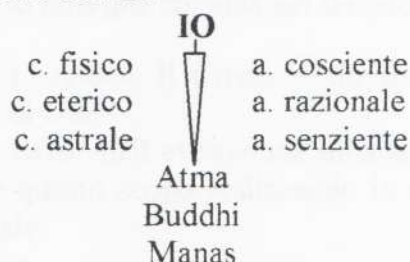 IO
c. fisico a. cosciente
c. eterico a. razionale
c. astrale a. senziente
Atma
Buddhi
Manas